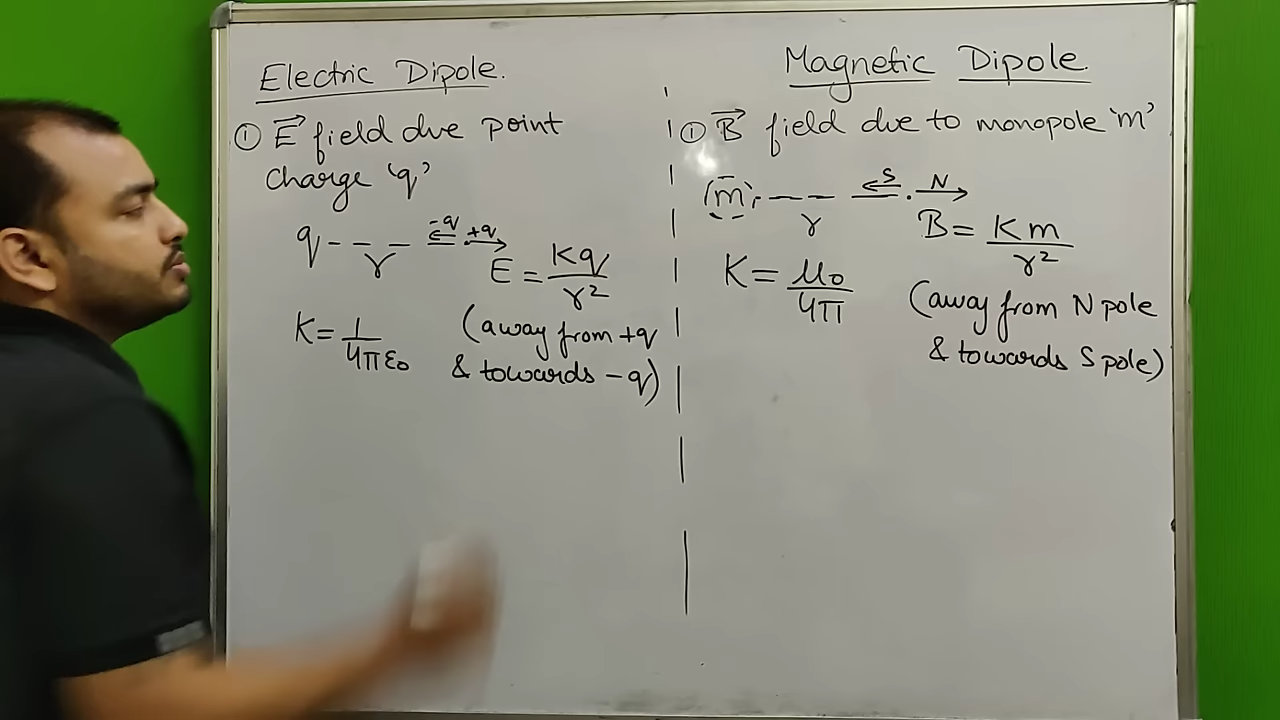 Electric Dipole.
① E⃗ field due point
charge 'q'
q - - - -q +q
r
E = Kq/r²
K = 1/4πε₀
(away from +q
& towards -q)
Magnetic Dipole
① B⃗ field due to monopole 'm'
(m) - - - S . N
r
B = Km/r²
K = μ₀/4π
(away from N pole
& towards S pole)